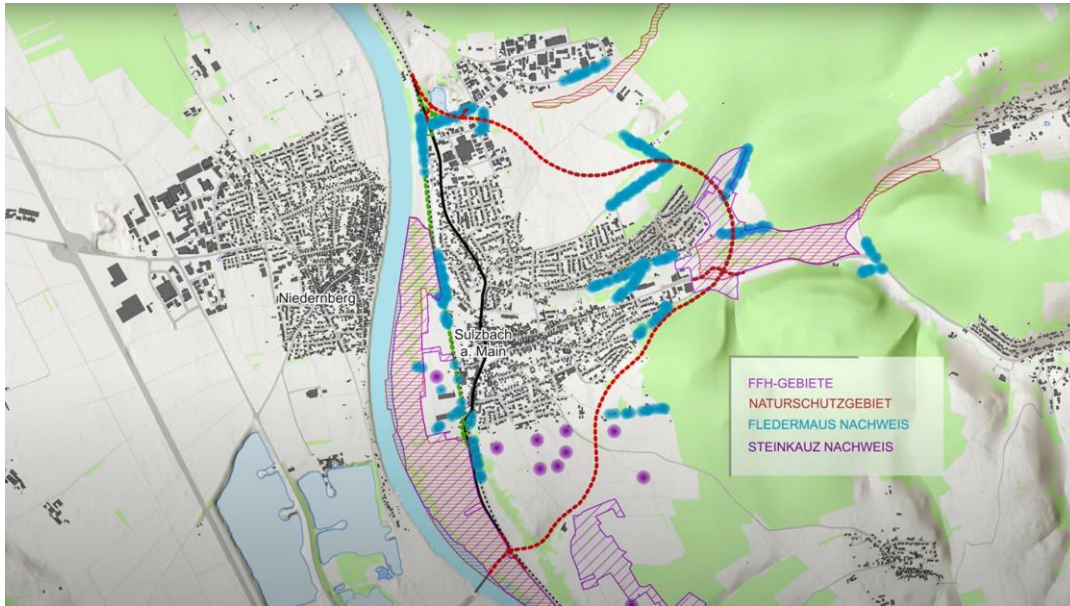 Niedernberg
Sulzbach
a. Main
FFH-GEBIETE
NATURSCHUTZGEBIET
FLEDERMAUS NACHWEIS
STEINKAUZ NACHWEIS